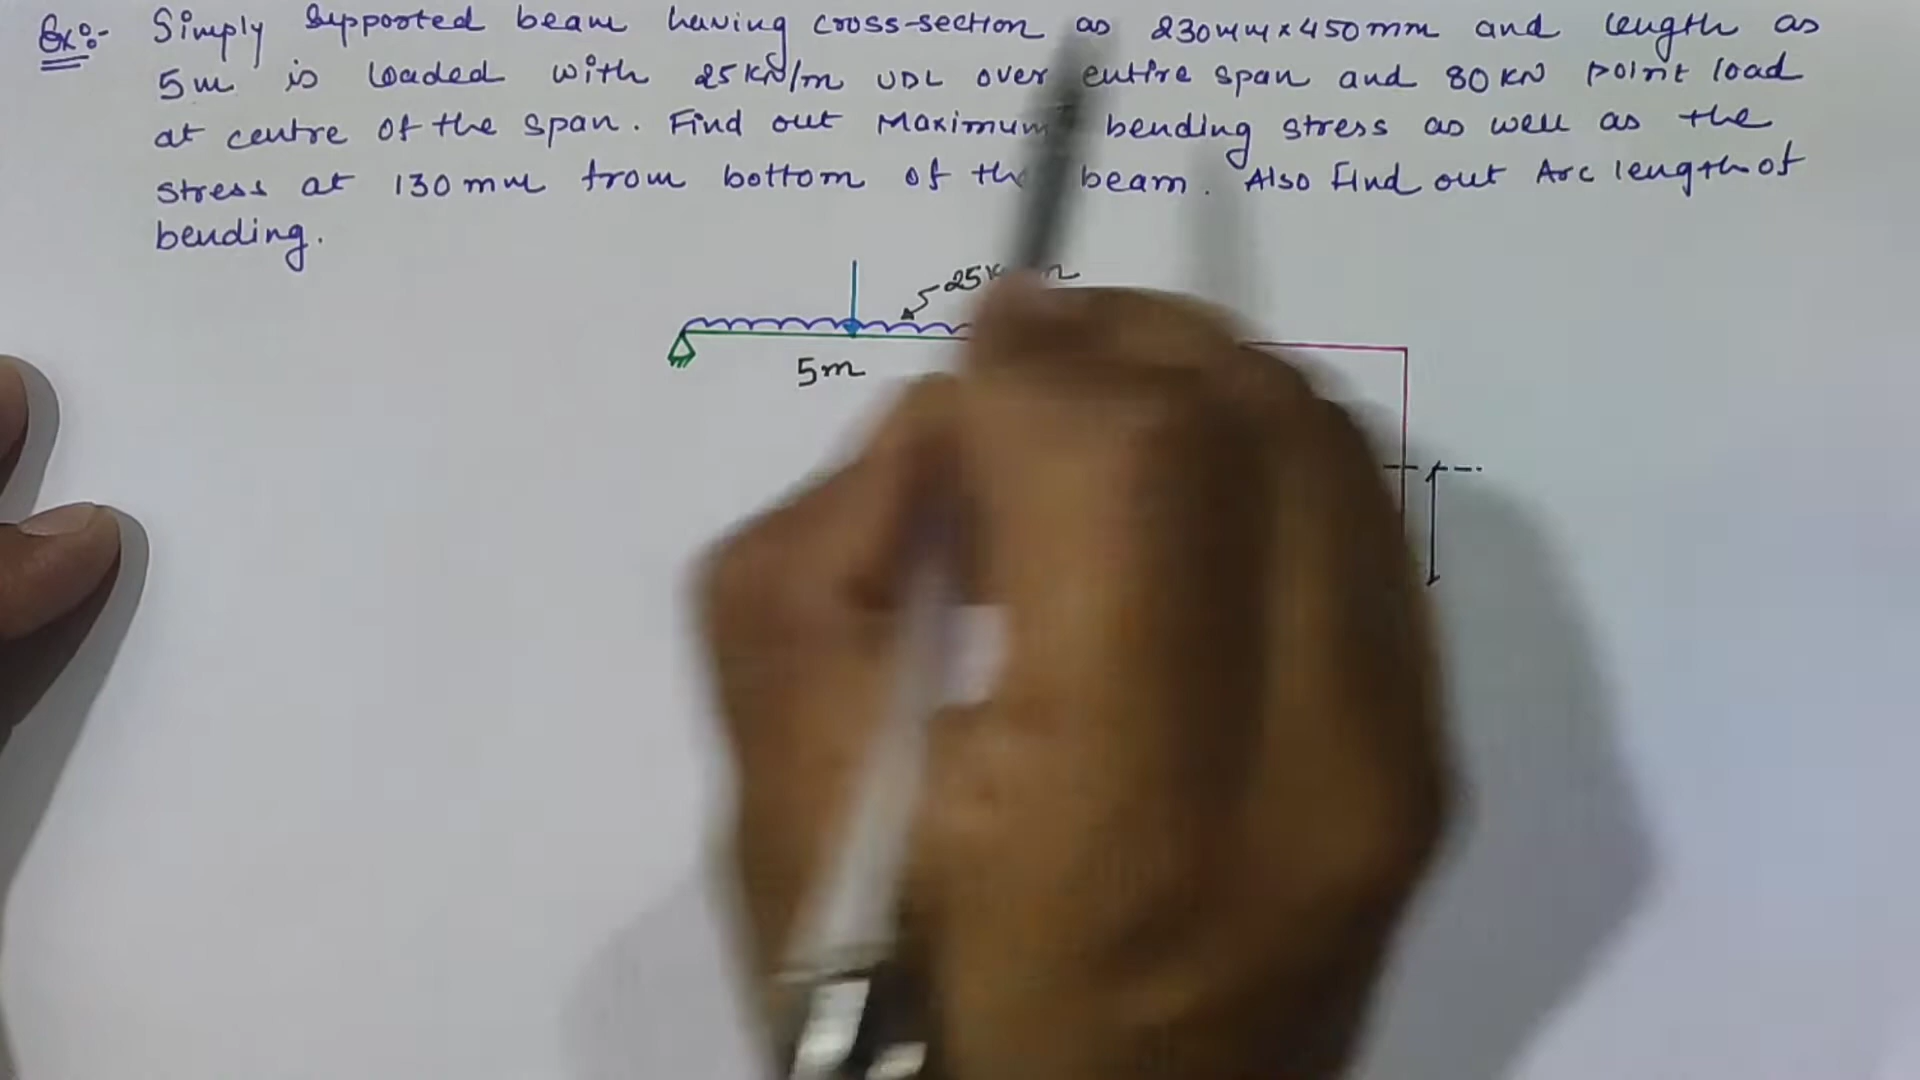 Ex:- Simply supported beam having cross-section as 230mm x 450mm and length as
5m is loaded with 25 KN/m UDL over entire span and 80 KN point load
at centre of the span. Find out Maximum bending stress as well as the
stress at 130 mm from bottom of the beam. Also Find out Arc length of
bending.
25
5m